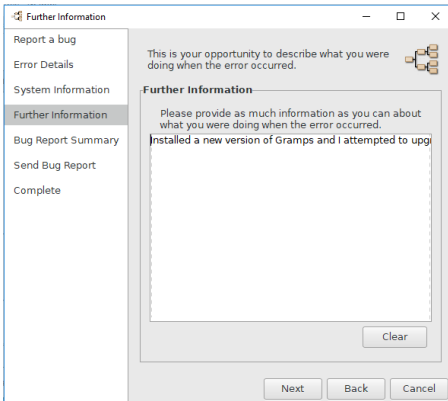 Further Information
Report a bug
Error Details
System Information
Further Information
Bug Report Summary
Send Bug Report
Complete
This is your opportunity to describe what you were
doing when the error occurred.
Further Information
Please provide as much information as you can about
what you were doing when the error occurred.
Installed a new version of Gramps and I attempted to upg
Clear
Next
Back
Cancel